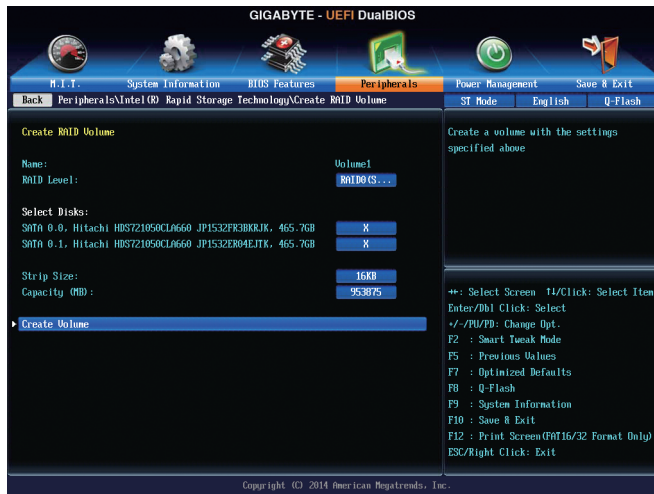 GIGABYTE - UEFI DualBIOS
M.I.T. System Information BIOS Features Peripherals Power Management Save & Exit
Back Peripherals\Intel(R) Rapid Storage Technology\Create RAID Volume ST Mode English Q-Flash
Create RAID Volume
Name: Volume1
RAID Level: RAID0(S...
Select Disks:
SATA 0.0, Hitachi HDS721050CLA660 JP1532FR3BKRJK, 465.7GB X
SATA 0.1, Hitachi HDS721050CLA660 JP1532ER04EJTK, 465.7GB X
Strip Size: 16KB
Capacity (MB): 953875
Create Volume
Create a volume with the settings
specified above
→←: Select Screen ↑↓/Click: Select Item
Enter/Dbl Click: Select
+/-/PU/PD: Change Opt.
F2 : Smart Tweak Mode
F5 : Previous Values
F7 : Optimized Defaults
F8 : Q-Flash
F9 : System Information
F10 : Save & Exit
F12 : Print Screen(FAT16/32 Format Only)
ESC/Right Click: Exit
Copyright (C) 2014 American Megatrends, Inc.